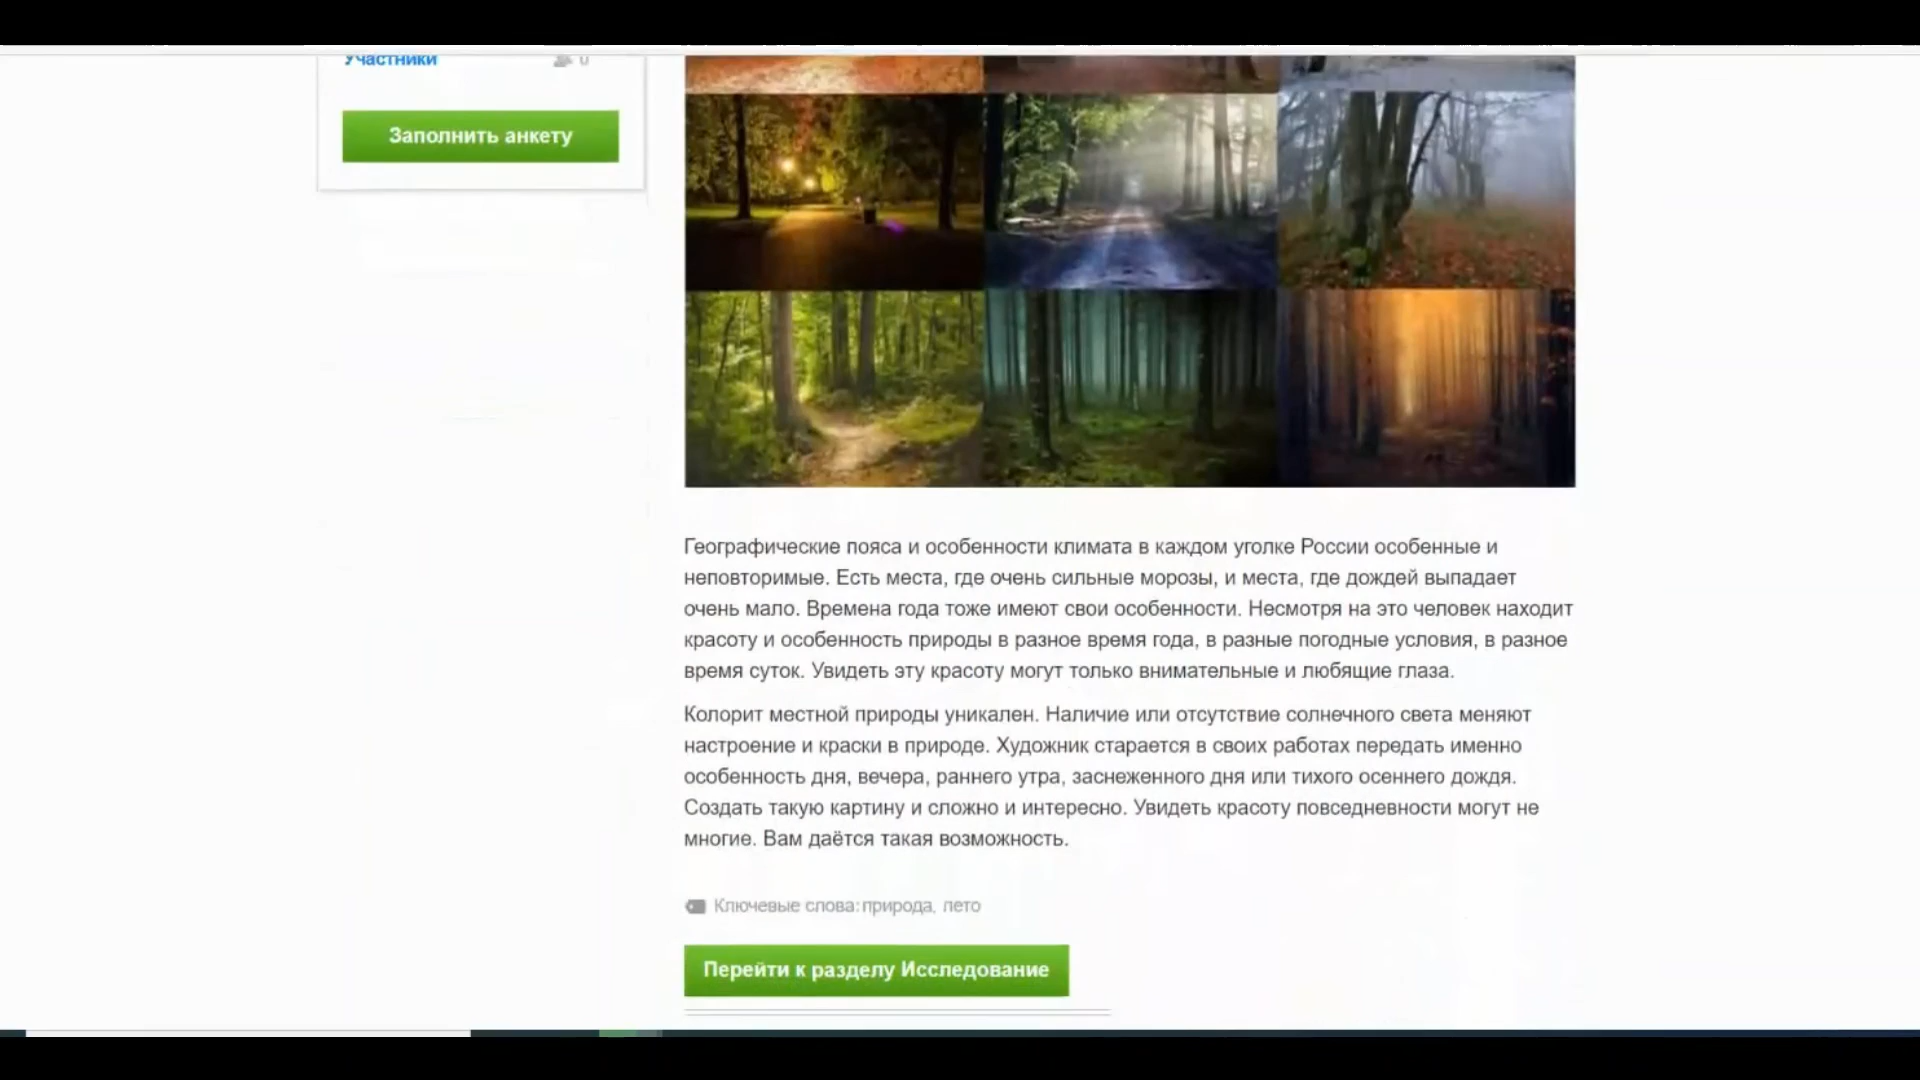 Участники 0
Заполнить анкету
Географические пояса и особенности климата в каждом уголке России особенные и
неповторимые. Есть места, где очень сильные морозы, и места, где дождей выпадает
очень мало. Времена года тоже имеют свои особенности. Несмотря на это человек находит
красоту и особенность природы в разное время года, в разные погодные условия, в разное
время суток. Увидеть эту красоту могут только внимательные и любящие глаза.
Колорит местной природы уникален. Наличие или отсутствие солнечного света меняют
настроение и краски в природе. Художник старается в своих работах передать именно
особенность дня, вечера, раннего утра, заснеженного дня или тихого осеннего дождя.
Создать такую картину и сложно и интересно. Увидеть красоту повседневности могут не
многие. Вам даётся такая возможность.
Ключевые слова: природа, лето
Перейти к разделу Исследование